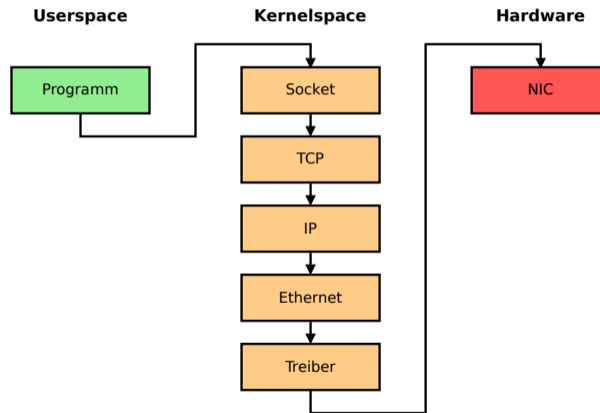 Userspace
Kernelspace
Hardware
Programm
Socket
NIC
TCP
IP
Ethernet
Treiber